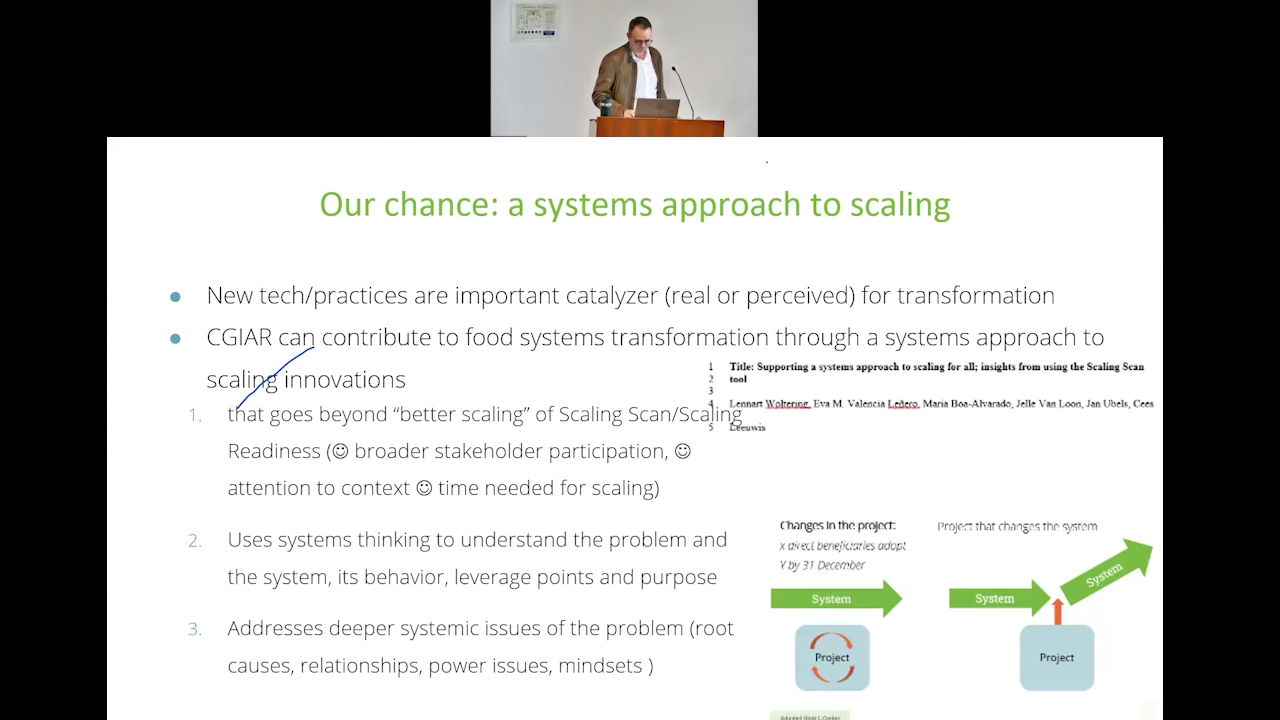 Our chance: a systems approach to scaling
● New tech/practices are important catalyzer (real or perceived) for transformation
● CGIAR can contribute to food systems transformation through a systems approach to
scaling innovations
1. that goes beyond “better scaling” of Scaling Scan/Scaling
Readiness (☺ broader stakeholder participation, ☺
attention to context ☺ time needed for scaling)
2. Uses systems thinking to understand the problem and
the system, its behavior, leverage points and purpose
3. Addresses deeper systemic issues of the problem (root
causes, relationships, power issues, mindsets )
1 Title: Supporting a systems approach to scaling for all; insights from using the Scaling Scan
2 tool
3
4 Lennart Woltering, Eva M. Valencia Leñero, Maria Boa-Alvarado, Jelle Van Loon, Jan Ubels, Cees
5 Leeuwis
Changes in the project:
x direct beneficiaries adopt
Y by 31 December
System
Project
Project that changes the system
System
System
Project